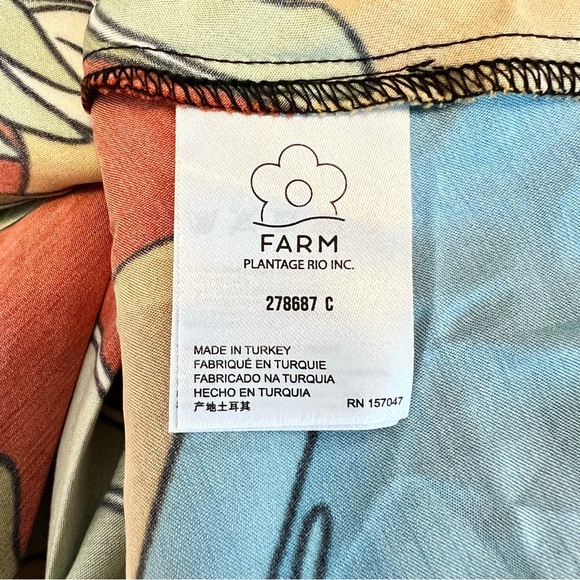 FARM
PLANTAGE RIO INC.
278687 C
MADE IN TURKEY
FABRIQUÉ EN TURQUIE
FABRICADO NA TURQUIA
HECHO EN TURQUIA
产地土耳其
RN 157047